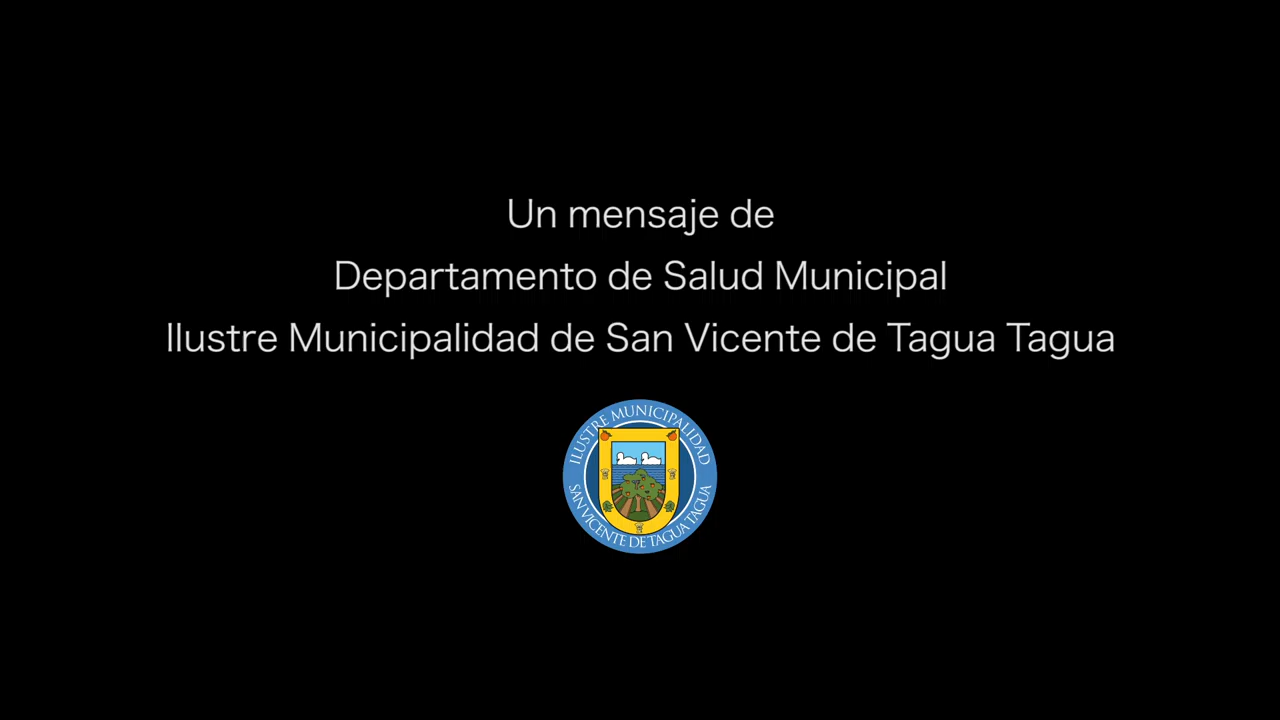 Un mensaje de
Departamento de Salud Municipal
Ilustre Municipalidad de San Vicente de Tagua Tagua
ILUSTRE MUNICIPALIDAD
SAN VICENTE DE TAGUA TAGUA